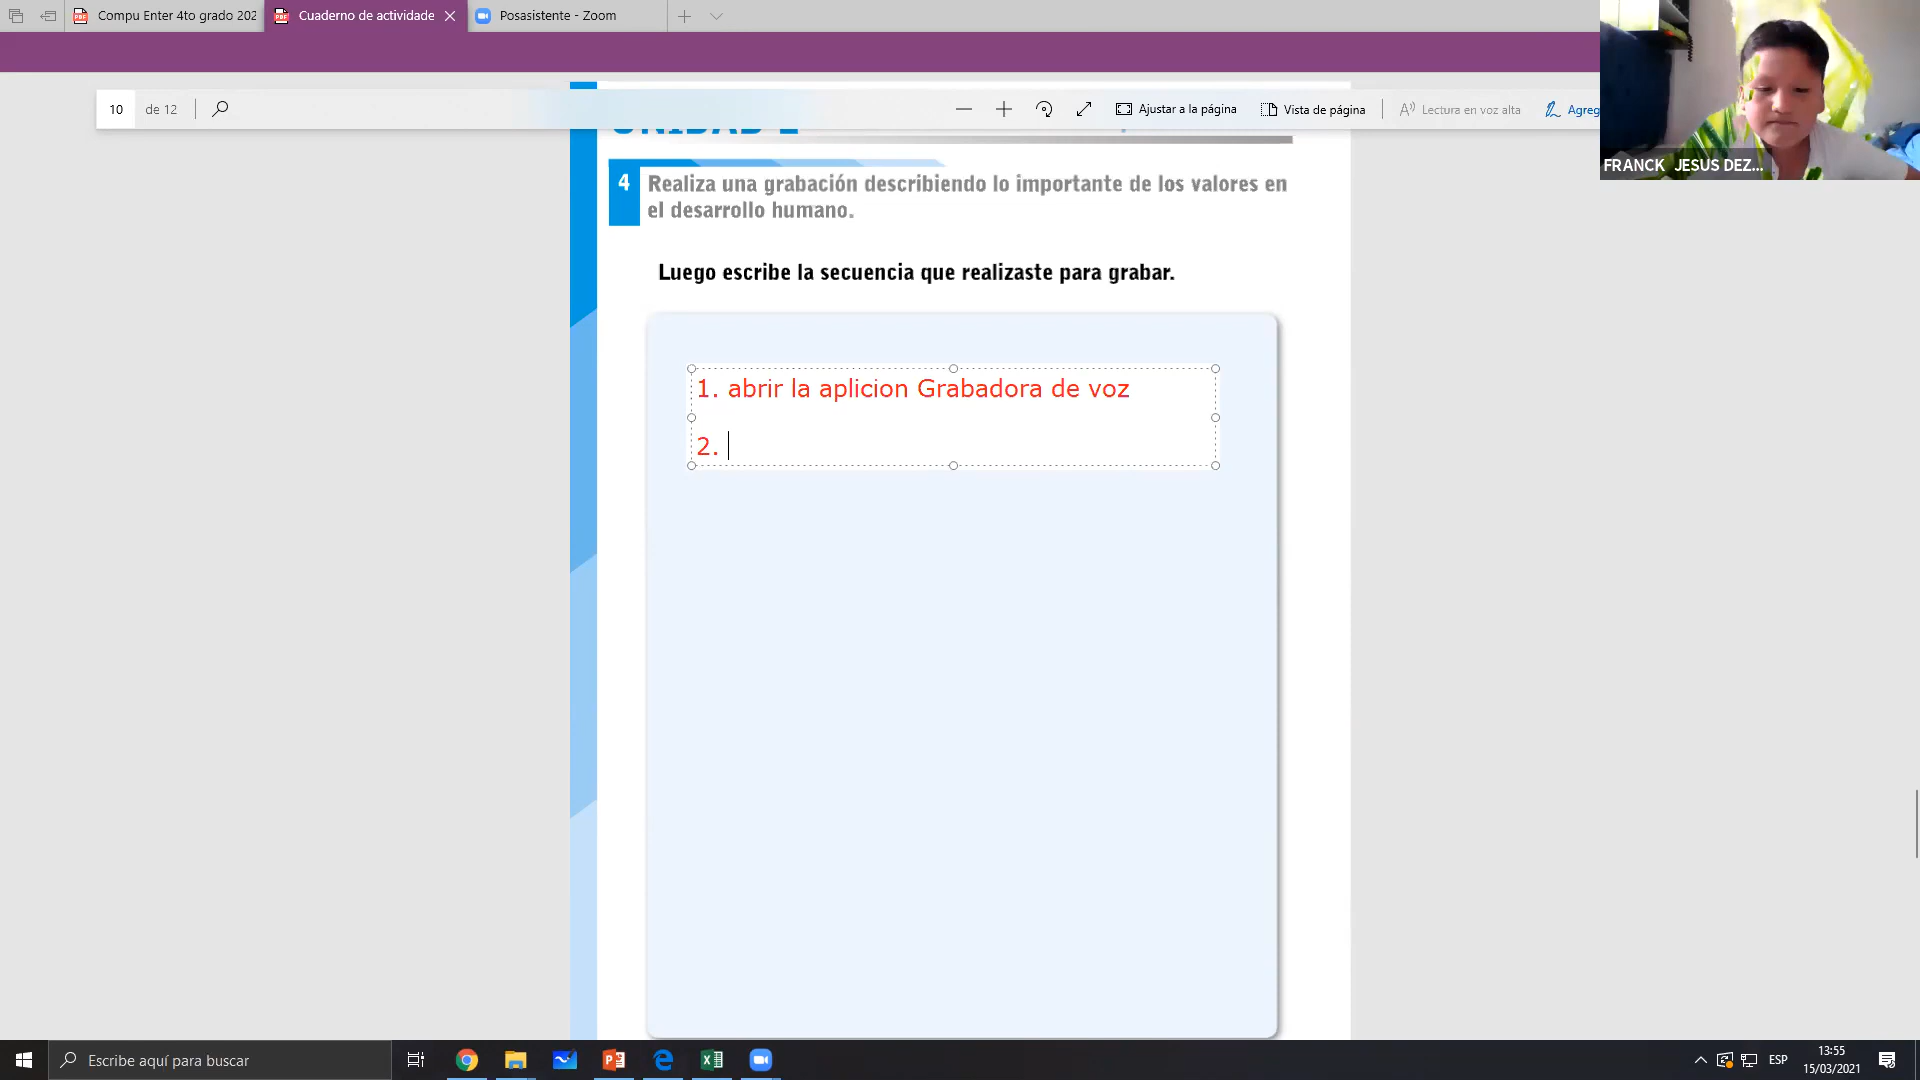 Compu Enter 4to grado 202
Cuaderno de actividade
Posasistente - Zoom
10 de 12
Ajustar a la página
Vista de página
Lectura en voz alta
Agreg
FRANCK JESUS DEZ...
4 Realiza una grabación describiendo lo importante de los valores en
el desarrollo humano.
Luego escribe la secuencia que realizaste para grabar.
1. abrir la aplicion Grabadora de voz
2.
Escribe aquí para buscar
ESP
13:55
15/03/2021